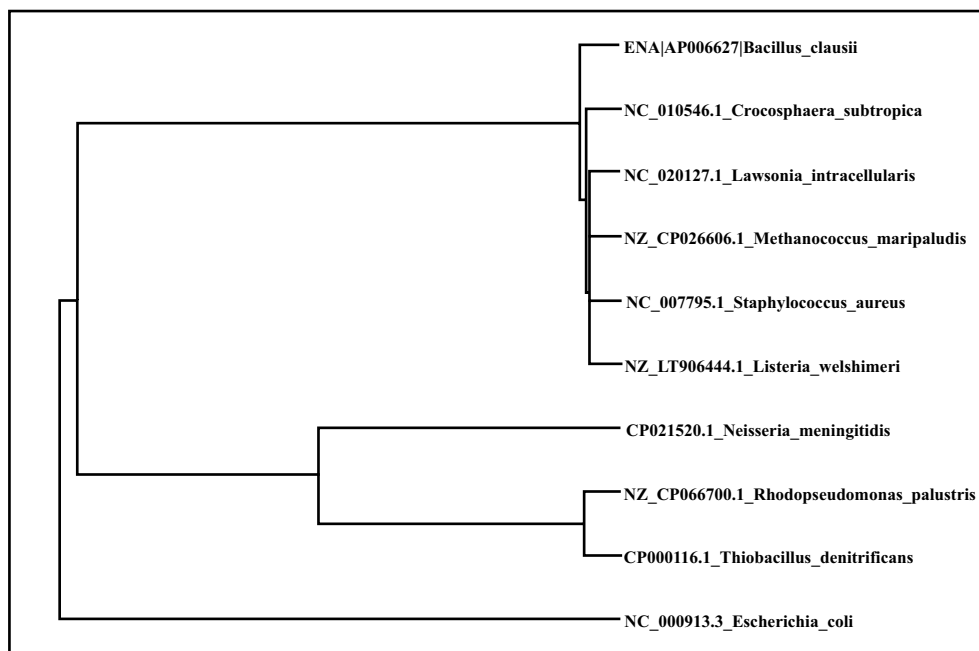 ENA|AP006627|Bacillus_clausii
NC_010546.1_Crocosphaera_subtropica
NC_020127.1_Lawsonia_intracellularis
NZ_CP026606.1_Methanococcus_maripaludis
NC_007795.1_Staphylococcus_aureus
NZ_LT906444.1_Listeria_welshimeri
CP021520.1_Neisseria_meningitidis
NZ_CP066700.1_Rhodopseudomonas_palustris
CP000116.1_Thiobacillus_denitrificans
NC_000913.3_Escherichia_coli